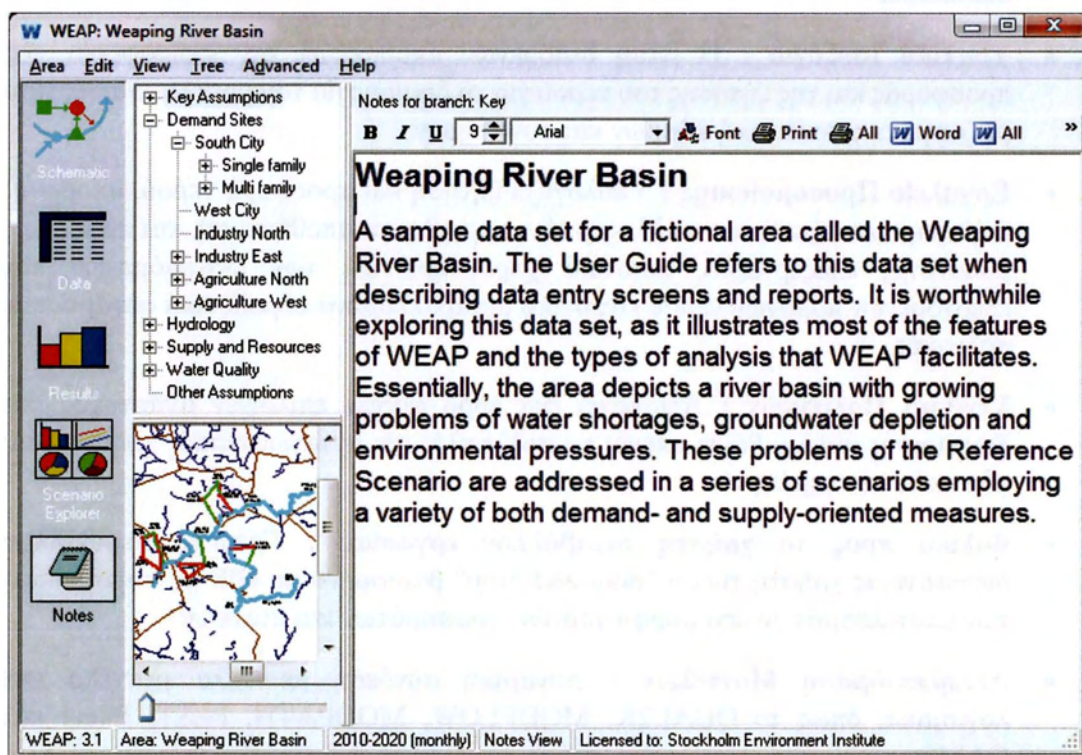 WEAP: Weaping River Basin
Area Edit View Tree Advanced Help
Schematic
Data
Results
Scenario
Explorer
Notes
Key Assumptions
Demand Sites
South City
Single family
Multi family
West City
Industry North
Industry East
Agriculture North
Agriculture West
Hydrology
Supply and Resources
Water Quality
Other Assumptions
Notes for branch: Key
B I U 9 Arial Font Print All Word All »
Weaping River Basin
A sample data set for a fictional area called the Weaping
River Basin. The User Guide refers to this data set when
describing data entry screens and reports. It is worthwhile
exploring this data set, as it illustrates most of the features
of WEAP and the types of analysis that WEAP facilitates.
Essentially, the area depicts a river basin with growing
problems of water shortages, groundwater depletion and
environmental pressures. These problems of the Reference
Scenario are addressed in a series of scenarios employing
a variety of both demand- and supply-oriented measures.
WEAP: 3.1 Area: Weaping River Basin 2010-2020 (monthly) Notes View Licensed to: Stockholm Environment Institute